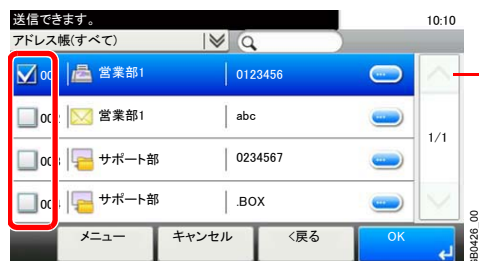 送信できます。 10:10
アドレス帳(すべて)
営業部1 0123456
営業部1 abc
1/1
サポート部 0234567
サポート部 .BOX
メニュー キャンセル <戻る OK